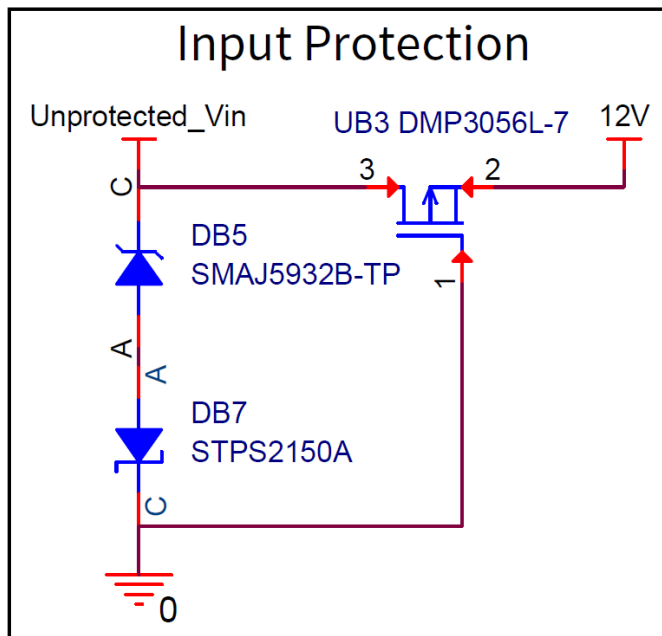 Input Protection
Unprotected_Vin
UB3 DMP3056L-7
12V
C
3
2
DB5
SMAJ5932B-TP
1
A
A
DB7
STPS2150A
C
0